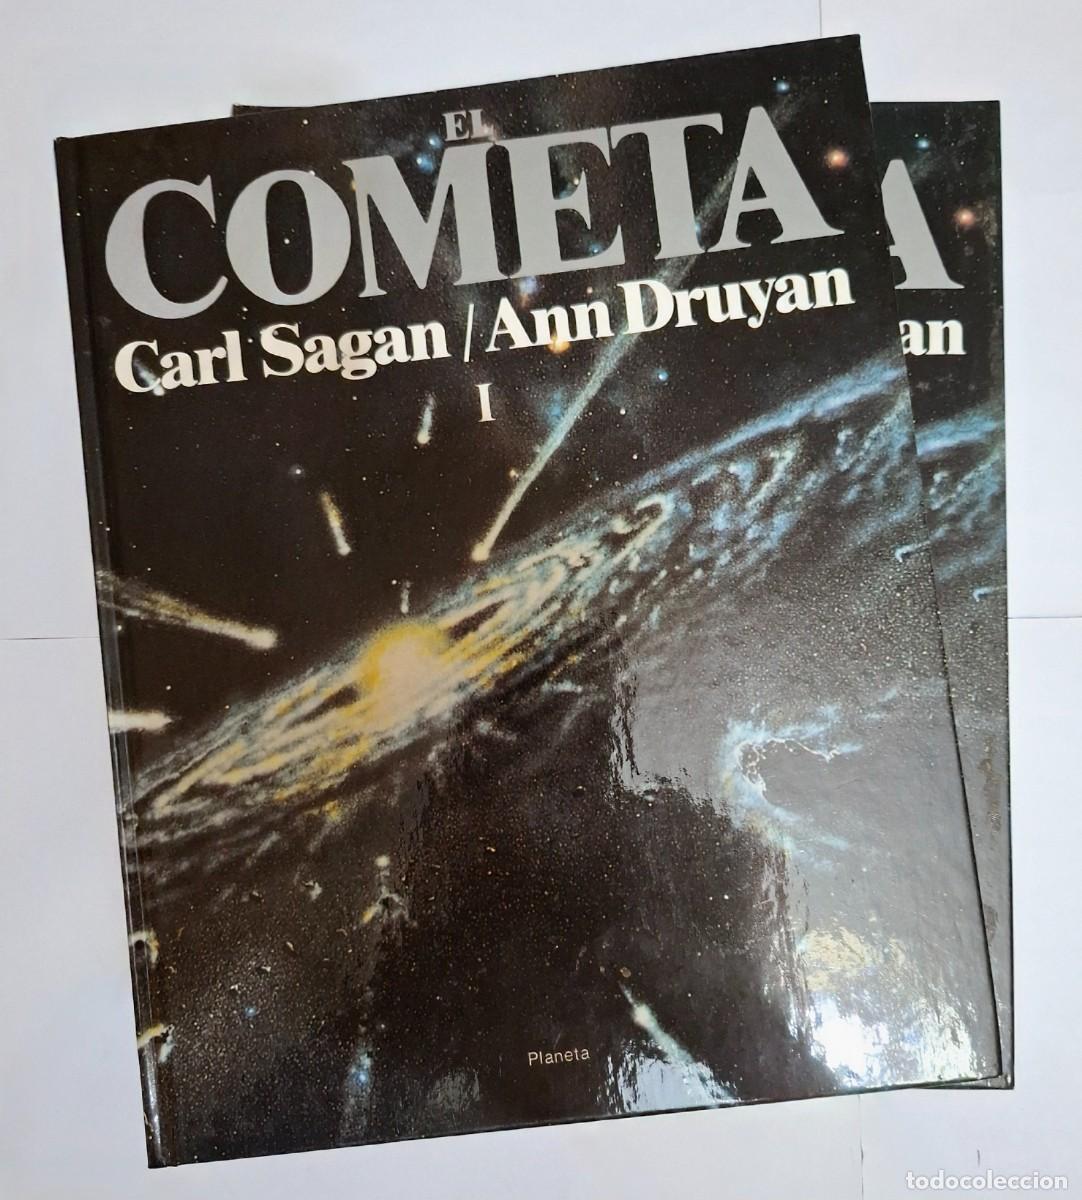 EL
COMETA
Carl Sagan / Ann Druyan
I
Planeta
A
an
todocoleccion